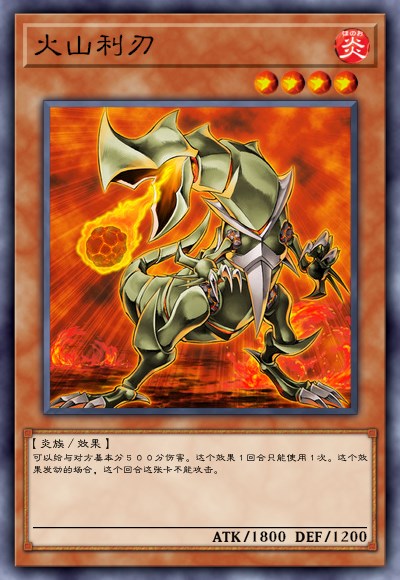 火山利刃
ほのお
炎
【炎族／效果】
可以给与对方基本分５００分伤害。这个效果１回合只能使用１次。这个效
果发动的场合，这个回合这张卡不能攻击。
ATK/1800 DEF/1200